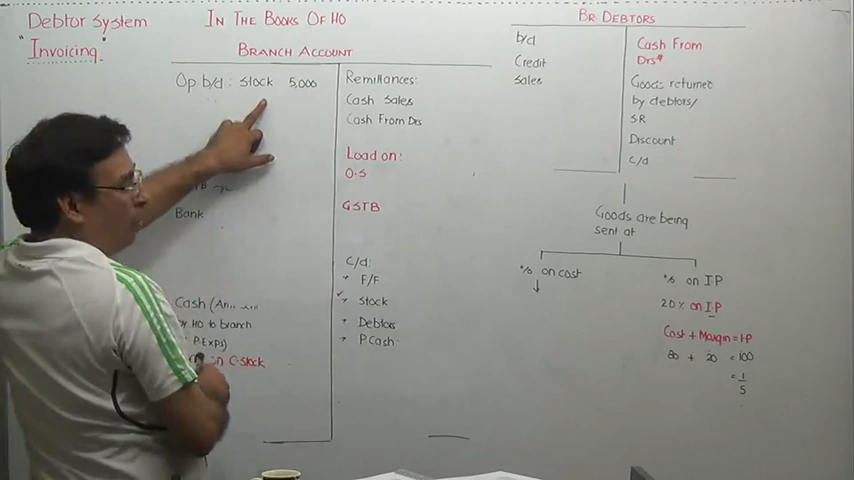 Debtor System
"Invoicing"
In The Books Of HO
Branch Account
Op b/d: Stock 5,000
Bank
Cash
by HO to branch
P.Exps)
in C-Stock
Remittances:
Cash Sales
Cash From Drs
Load on:
O.S
GSTB
c/d:
F/F
✓ Stock
Debtors
P.Cash
Br Debtors
b/d
Credit
Sales
Cash From
Drs*
Goods returned
by debtors/
SR
Discount
c/d
Goods are being
sent at
% on cost
↓
% on I.P
20% on I.P
Cost + Margin = I.P
80 + 20 = 100
= 1/5